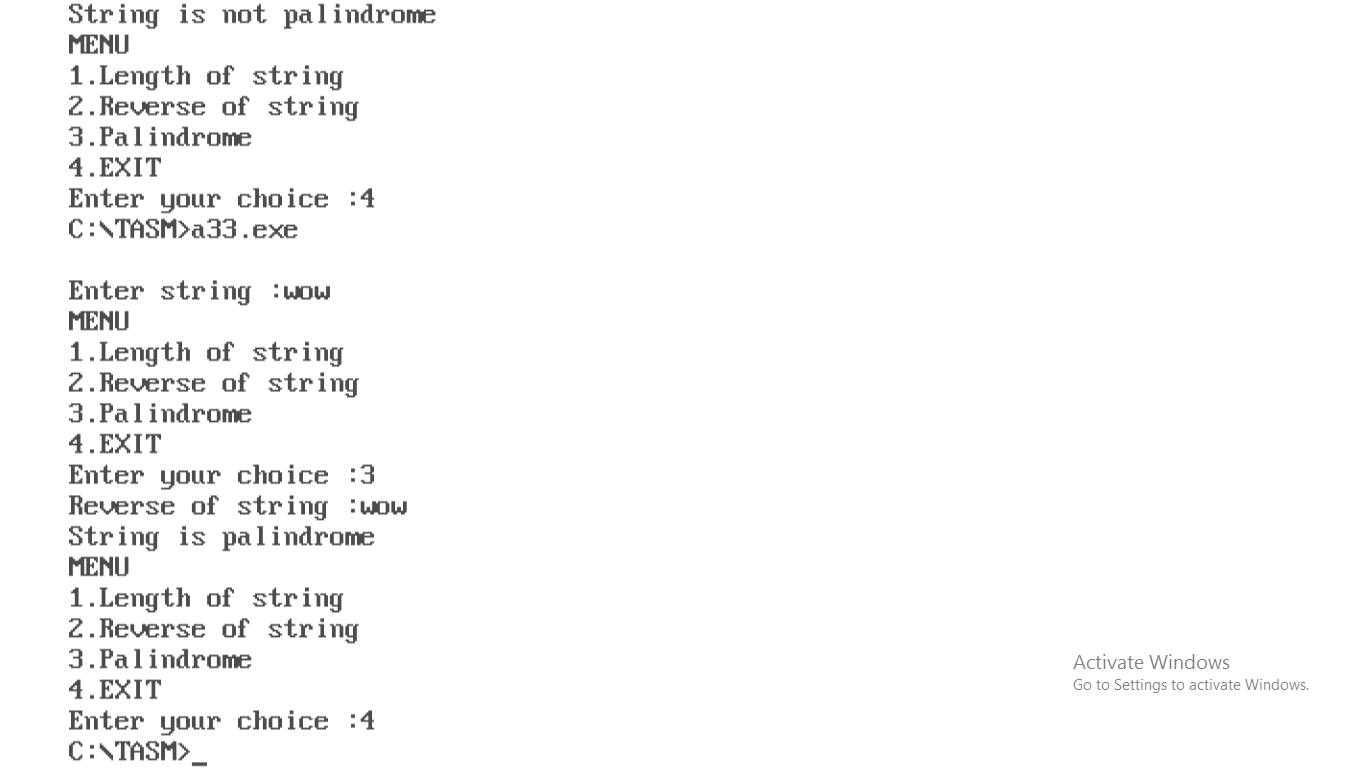 String is not palindrome
MENU
1.Length of string
2.Reverse of string
3.Palindrome
4.EXIT
Enter your choice :4
C:\TASM>a33.exe
Enter string :wow
MENU
1.Length of string
2.Reverse of string
3.Palindrome
4.EXIT
Enter your choice :3
Reverse of string :wow
String is palindrome
MENU
1.Length of string
2.Reverse of string
3.Palindrome
4.EXIT
Enter your choice :4
C:\TASM>_
Activate Windows
Go to Settings to activate Windows.